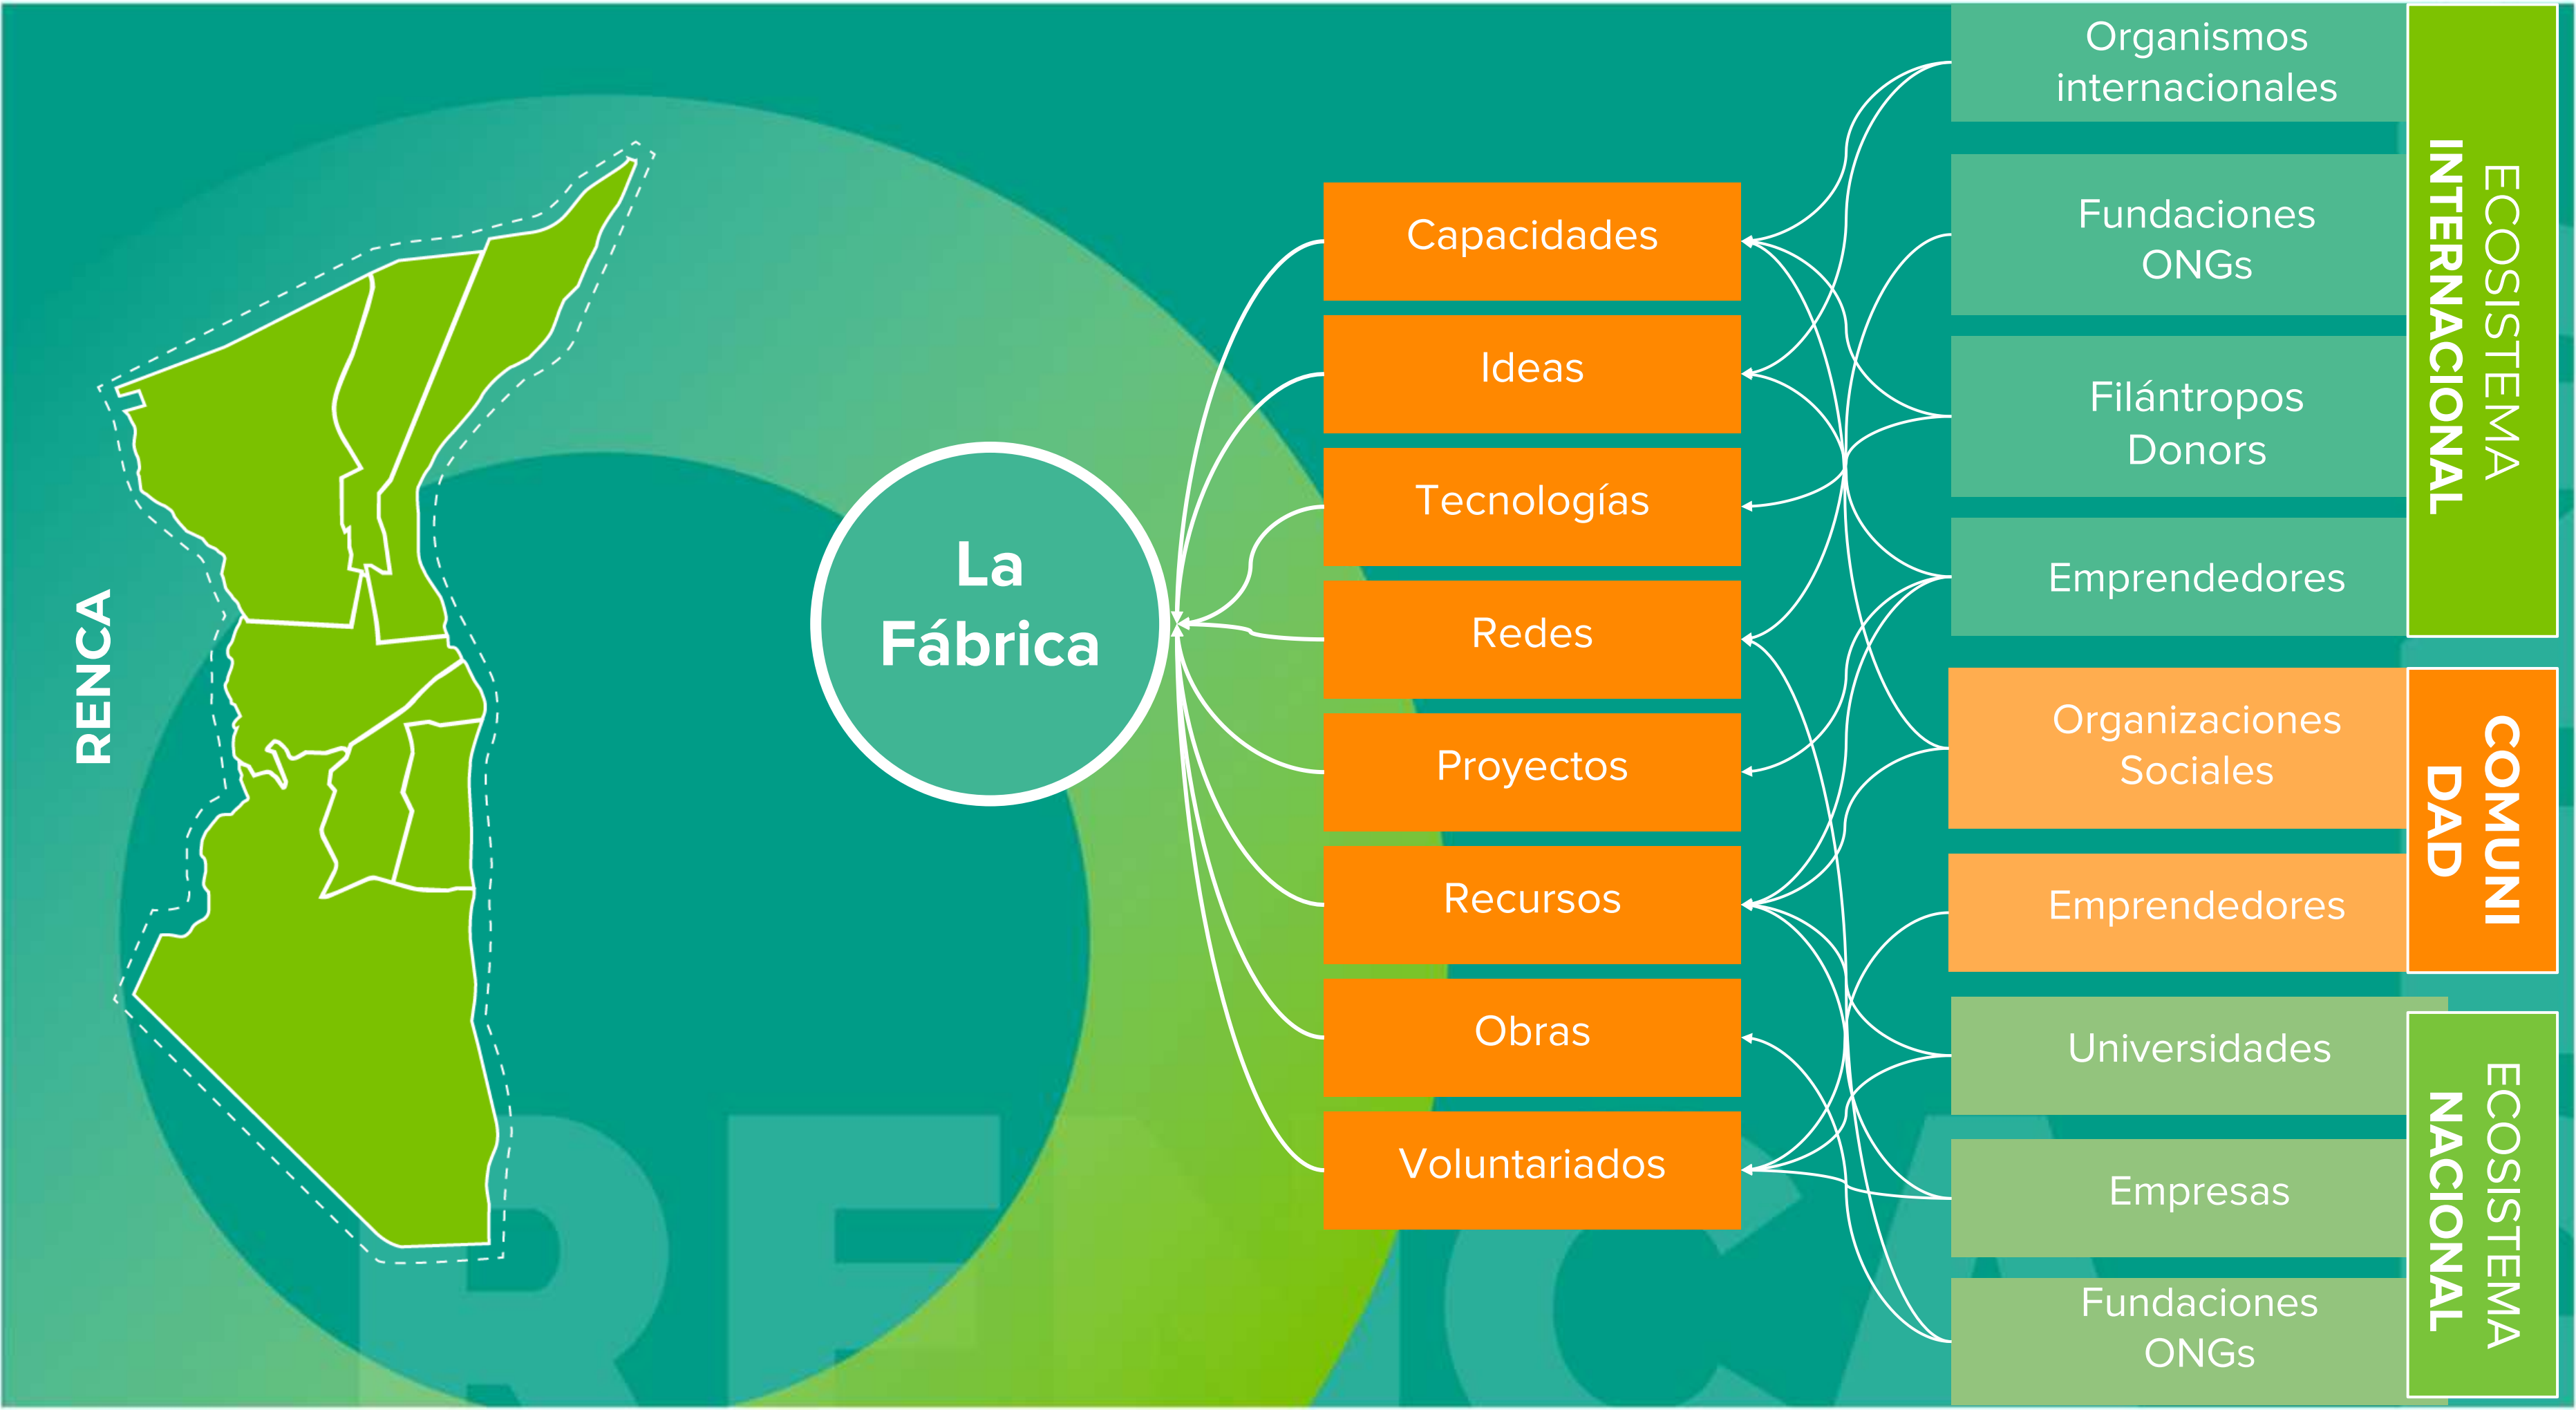 RENCA
La
Fábrica
Capacidades
Ideas
Tecnologías
Redes
Proyectos
Recursos
Obras
Voluntariados
Organismos
internacionales
Fundaciones
ONGs
Filántropos
Donors
Emprendedores
ECOSISTEMA
INTERNACIONAL
Organizaciones
Sociales
Emprendedores
COMUNI
DAD
Universidades
Empresas
Fundaciones
ONGs
ECOSISTEMA
NACIONAL
RENCA